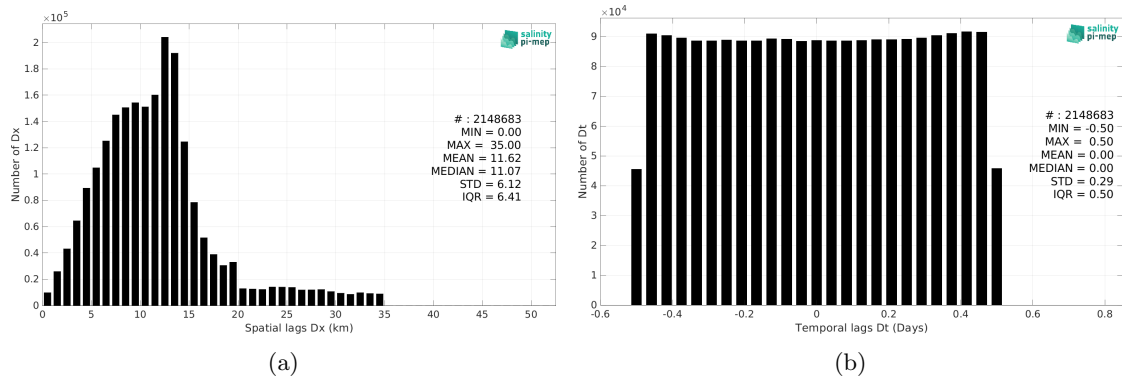 ×10⁵
2
1.8
1.6
1.4
1.2
1
0.8
0.6
0.4
0.2
0
Number of Dx
0 5 10 15 20 25 30 35 40 45 50
Spatial lags Dx (km)
salinity
pi-mep
# : 2148683
MIN = 0.00
MAX = 35.00
MEAN = 11.62
MEDIAN = 11.07
STD = 6.12
IQR = 6.41
(a)
×10⁴
9
8
7
6
5
4
3
2
1
0
Number of Dt
-0.6 -0.4 -0.2 0 0.2 0.4 0.6 0.8
Temporal lags Dt (Days)
salinity
pi-mep
# : 2148683
MIN = -0.50
MAX = 0.50
MEAN = 0.00
MEDIAN = 0.00
STD = 0.29
IQR = 0.50
(b)